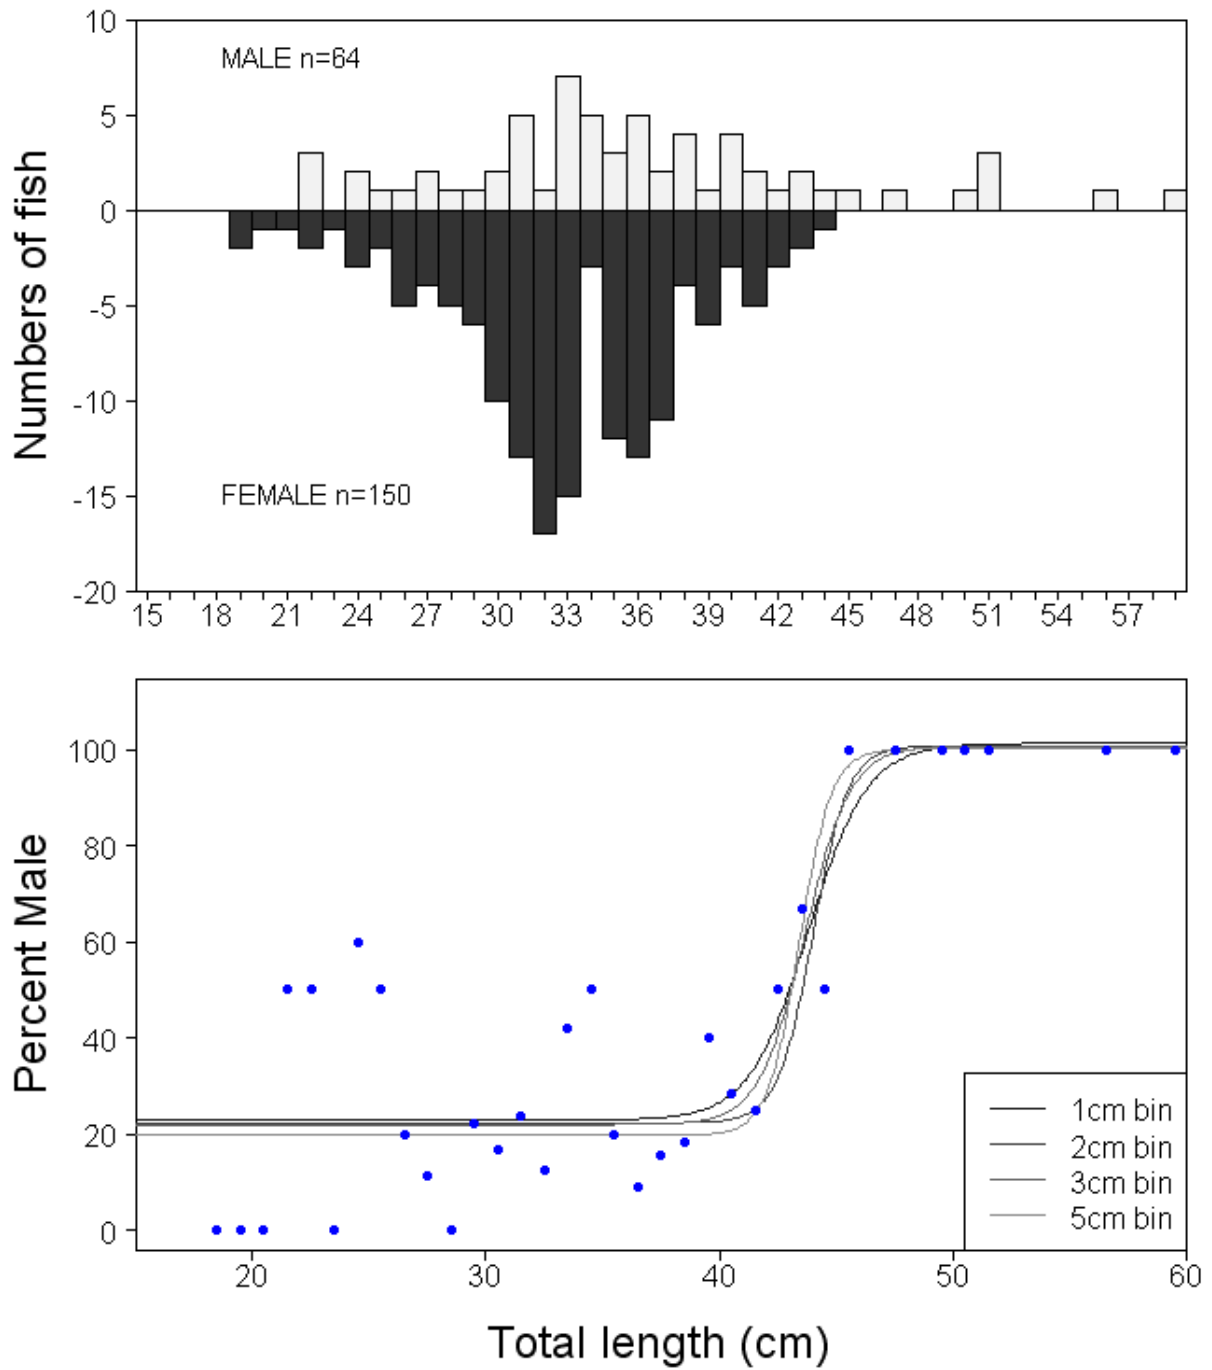 Numbers of fish
10
5
0
-5
-10
-15
-20
MALE n=64
FEMALE n=150
15 18 21 24 27 30 33 36 39 42 45 48 51 54 57
Percent Male
100
80
60
40
20
0
1cm bin
2cm bin
3cm bin
5cm bin
20 30 40 50 60
Total length (cm)